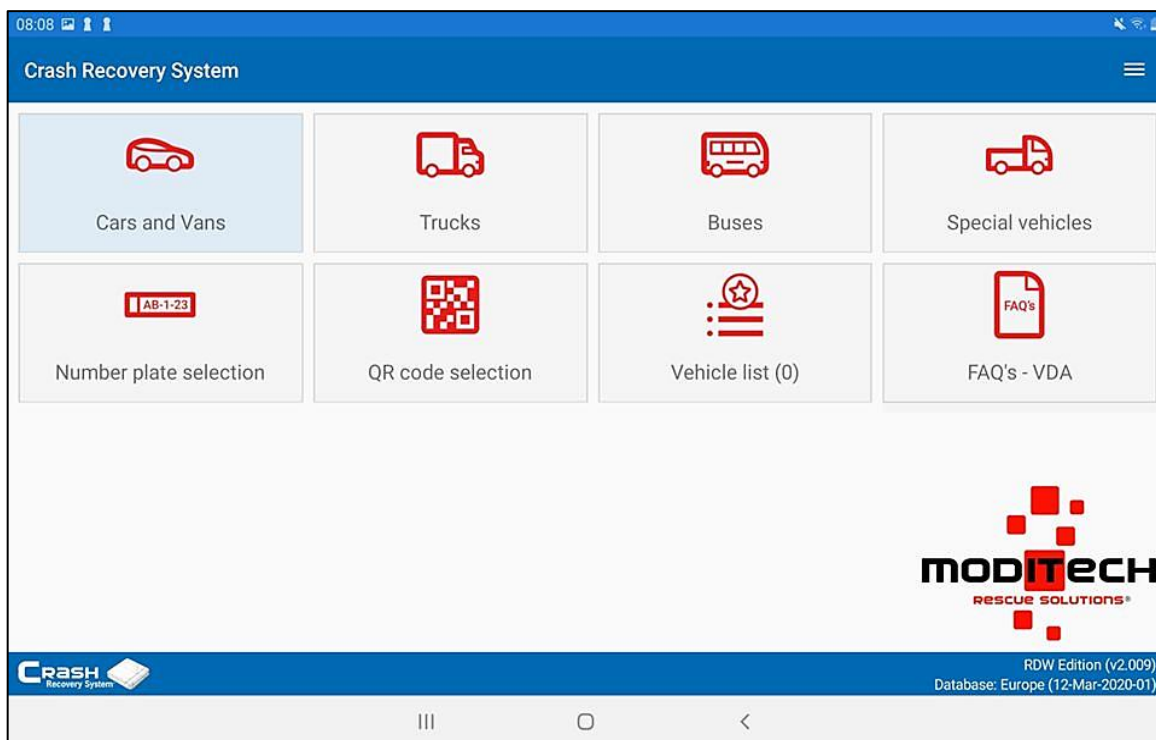 08:08
Crash Recovery System
Cars and Vans
Trucks
Buses
Special vehicles
AB-1-23
FAQ's
Number plate selection
QR code selection
Vehicle list (0)
FAQ's - VDA
MODITECH
RESCUE SOLUTIONS®
CRASH
Recovery System
RDW Edition (v2.009)
Database: Europe (12-Mar-2020-01)